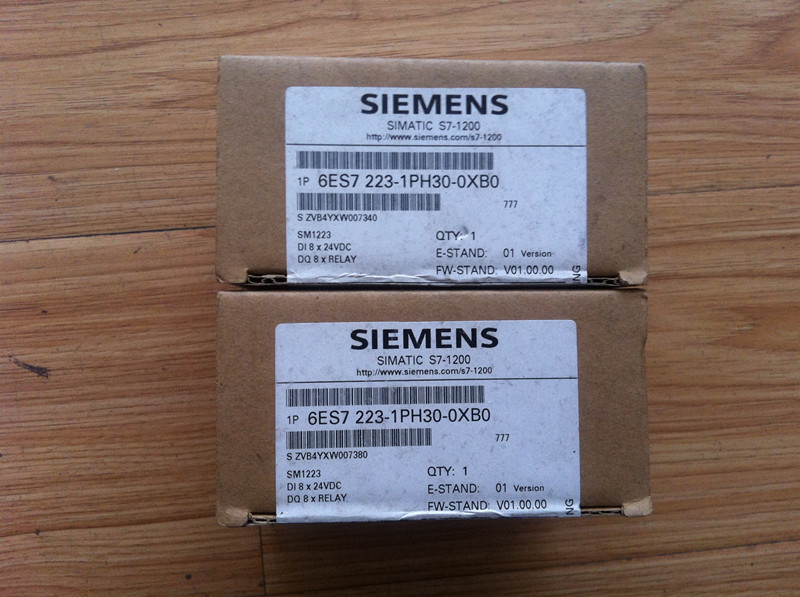 SIEMENS
SIMATIC S7-1200
http://www.siemens.com/s7-1200
1P 6ES7 223-1PH30-0XB0
777
S ZVB4YXW007340
SM1223
DI 8 x 24VDC
DQ 8 x RELAY
QTY: 1
E-STAND: 01 Version
FW-STAND: V01.00.00
NG
SIEMENS
SIMATIC S7-1200
http://www.siemens.com/s7-1200
1P 6ES7 223-1PH30-0XB0
777
S ZVB4YXW007380
SM1223
DI 8 x 24VDC
DQ 8 x RELAY
QTY: 1
E-STAND: 01 Version
FW-STAND: V01.00.00
NG